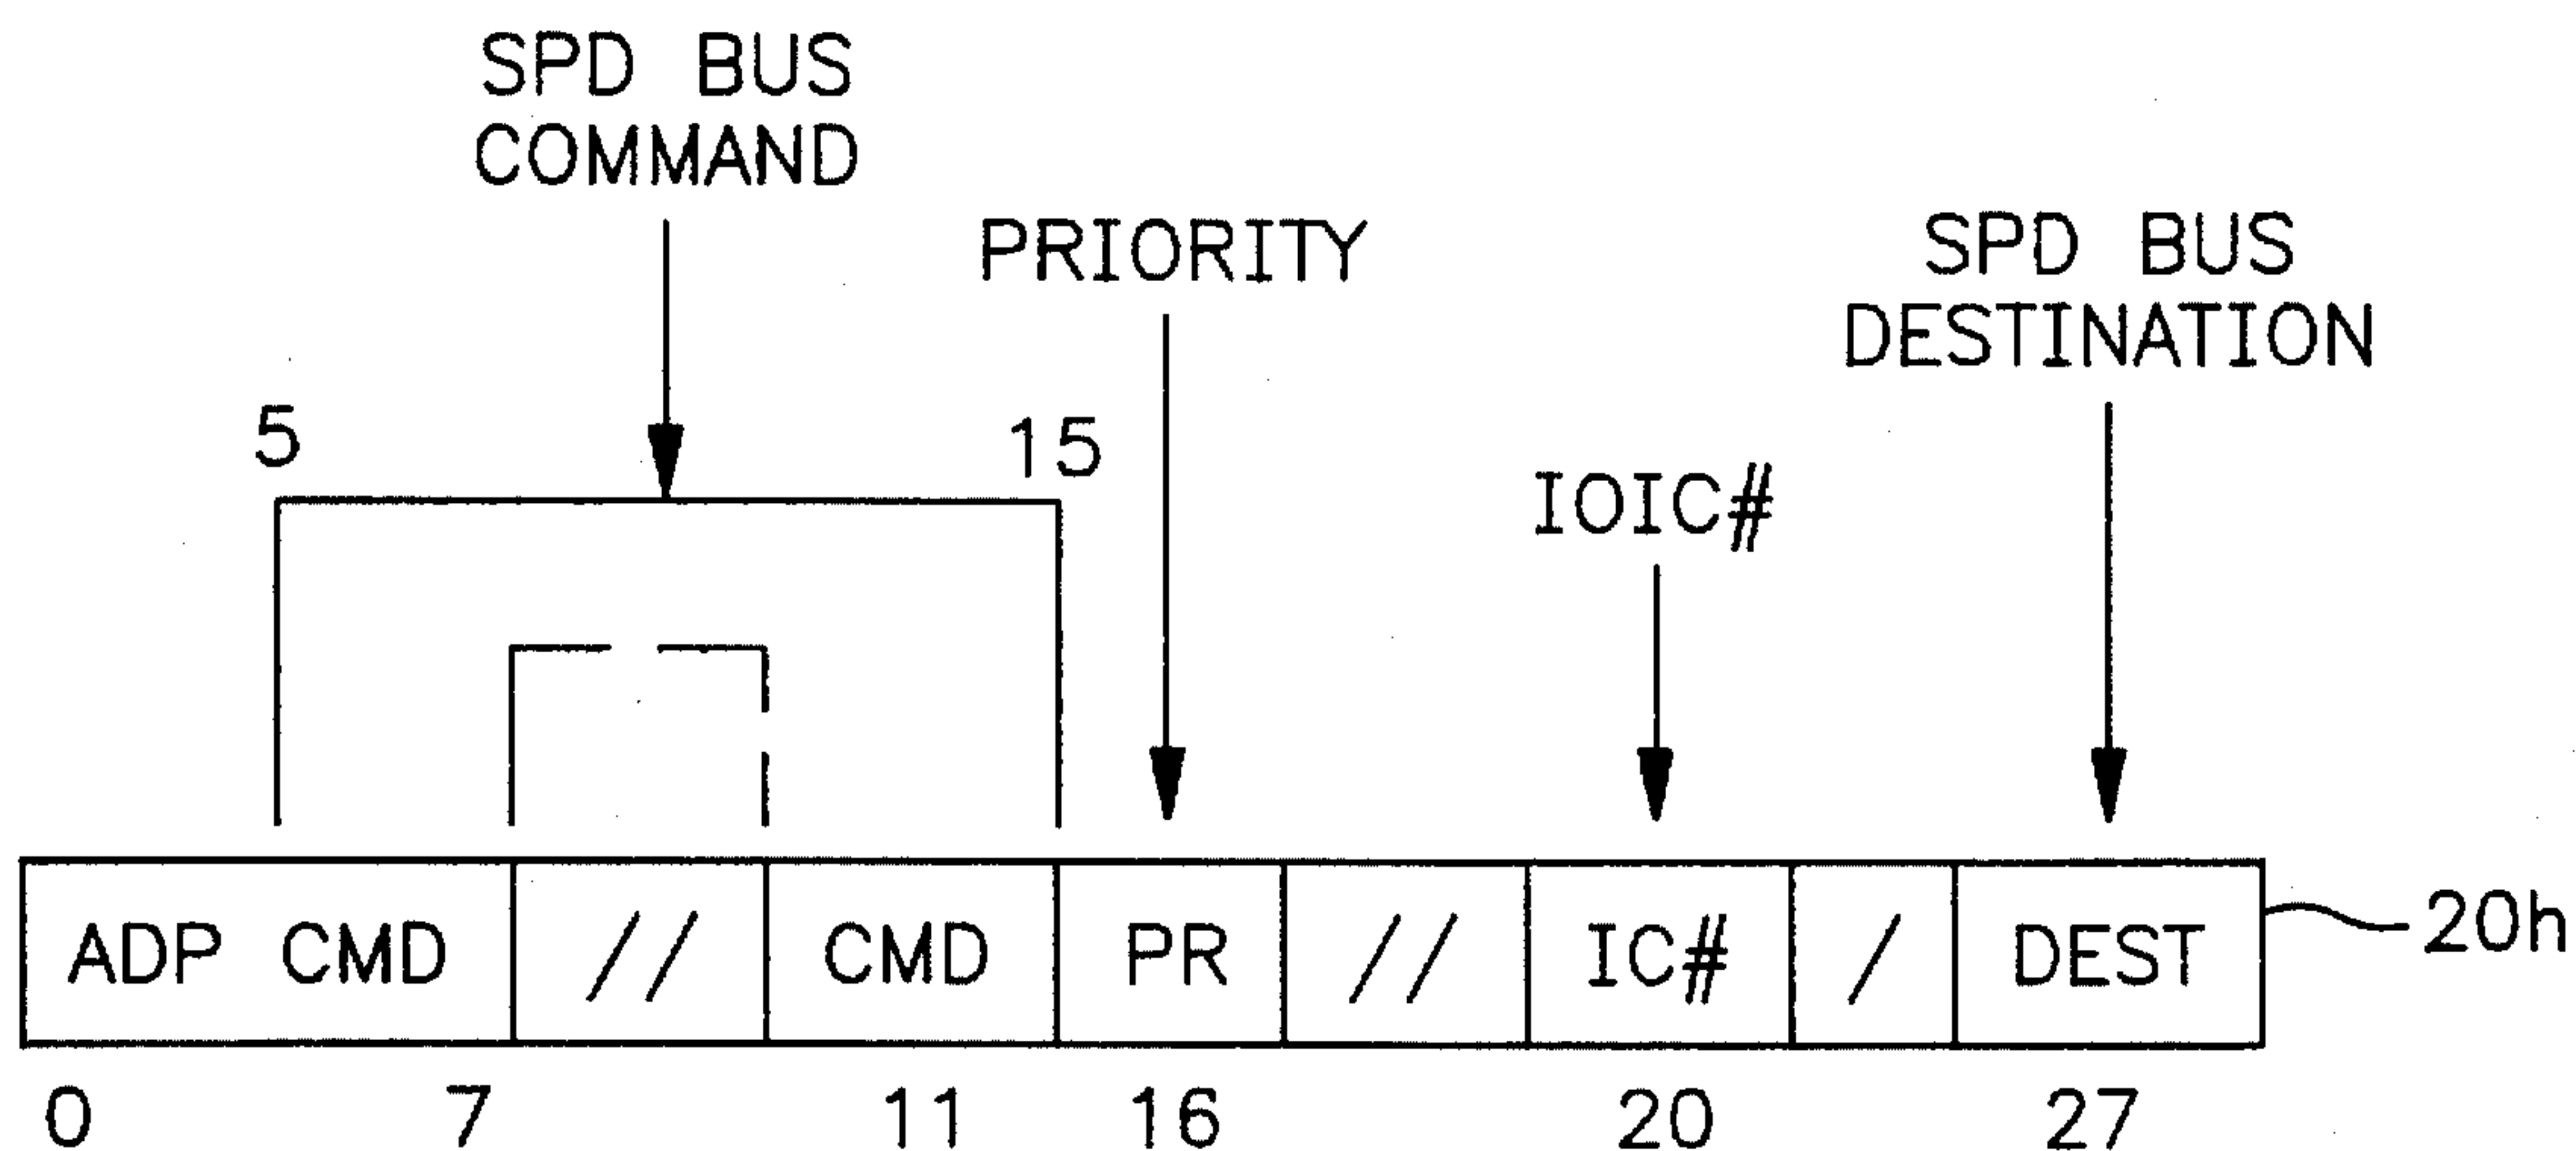 SPD BUS
COMMAND
PRIORITY
SPD BUS
DESTINATION
5
15
IOIC#
ADP CMD // CMD PR // IC# / DEST
20h
0 7 11 16 20 27